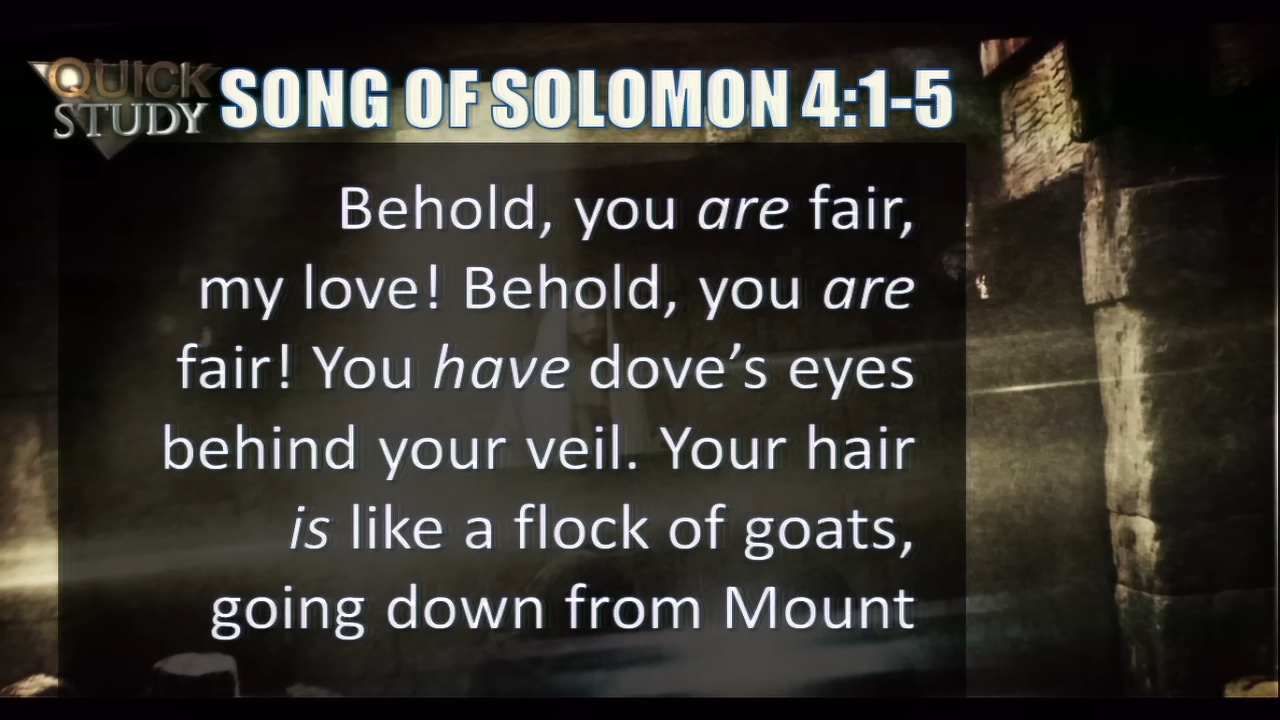 QUICK
STUDY
SONG OF SOLOMON 4:1-5
Behold, you are fair,
my love! Behold, you are
fair! You have dove’s eyes
behind your veil. Your hair
is like a flock of goats,
going down from Mount